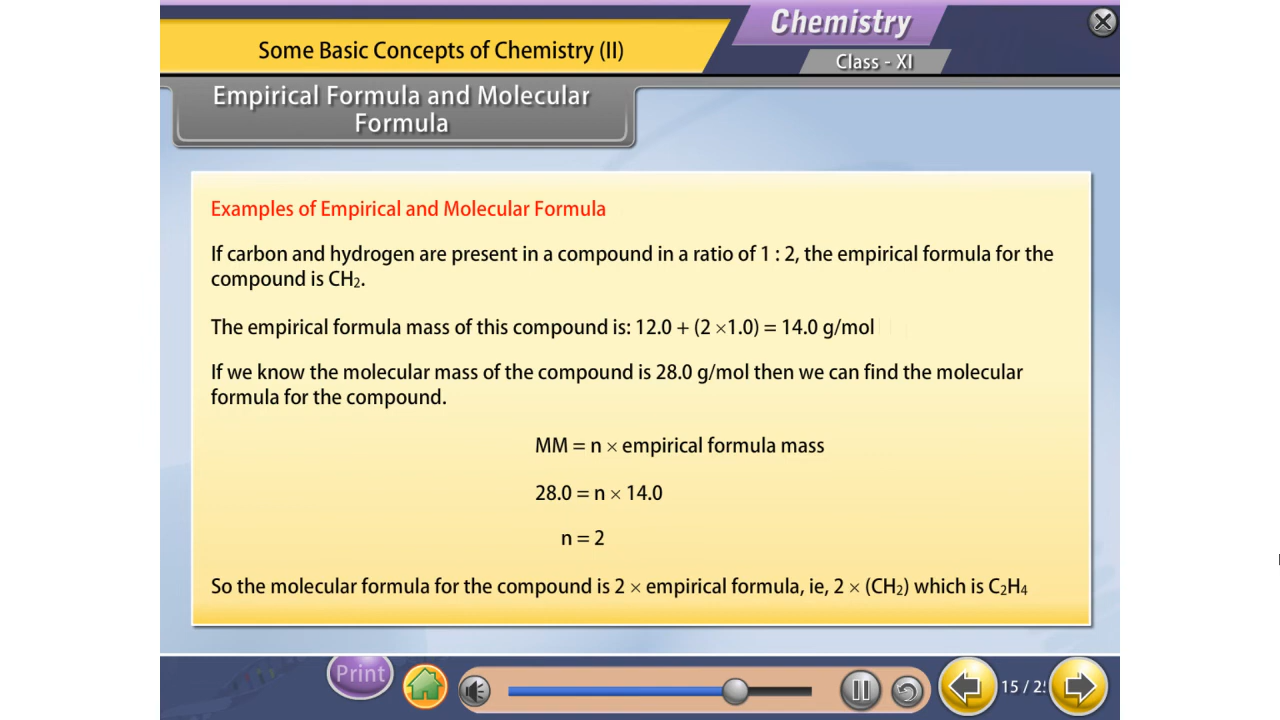 Chemistry
Some Basic Concepts of Chemistry (II)
Class - XI
Empirical Formula and Molecular
Formula
Examples of Empirical and Molecular Formula
If carbon and hydrogen are present in a compound in a ratio of 1 : 2, the empirical formula for the
compound is CH₂.
The empirical formula mass of this compound is: 12.0 + (2 ×1.0) = 14.0 g/mol
If we know the molecular mass of the compound is 28.0 g/mol then we can find the molecular
formula for the compound.
MM = n × empirical formula mass
28.0 = n × 14.0
n = 2
So the molecular formula for the compound is 2 × empirical formula, ie, 2 × (CH₂) which is C₂H₄
Print
15 / 2